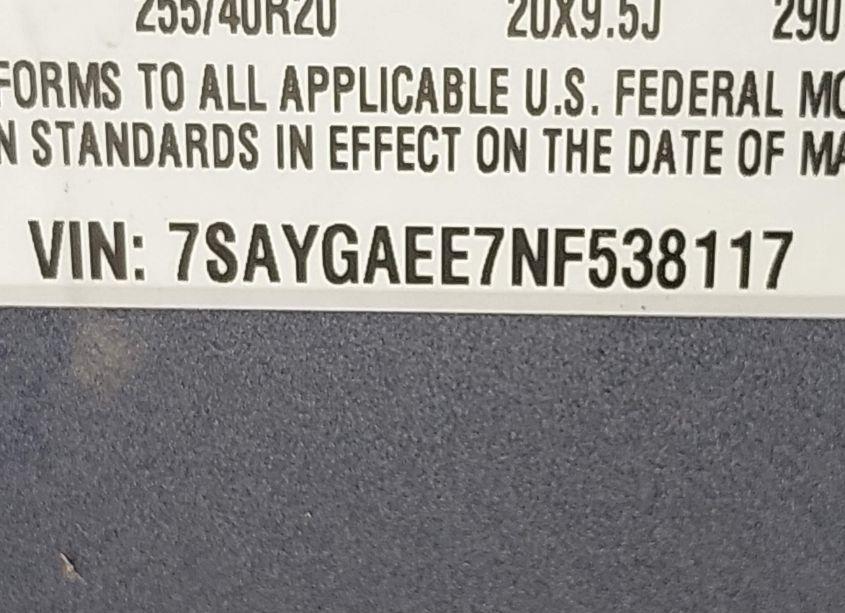 255/40R20 20X9.5J 290
FORMS TO ALL APPLICABLE U.S. FEDERAL MO
N STANDARDS IN EFFECT ON THE DATE OF MA
VIN: 7SAYGAEE7NF538117